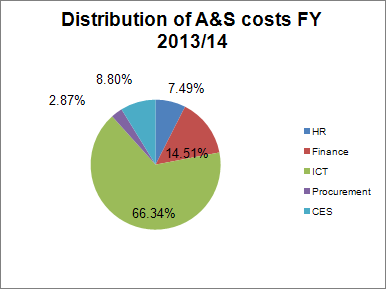 Distribution of A&S costs FY
2013/14
8.80%
7.49%
2.87%
14.51%
66.34%
HR
Finance
ICT
Procurement
CES